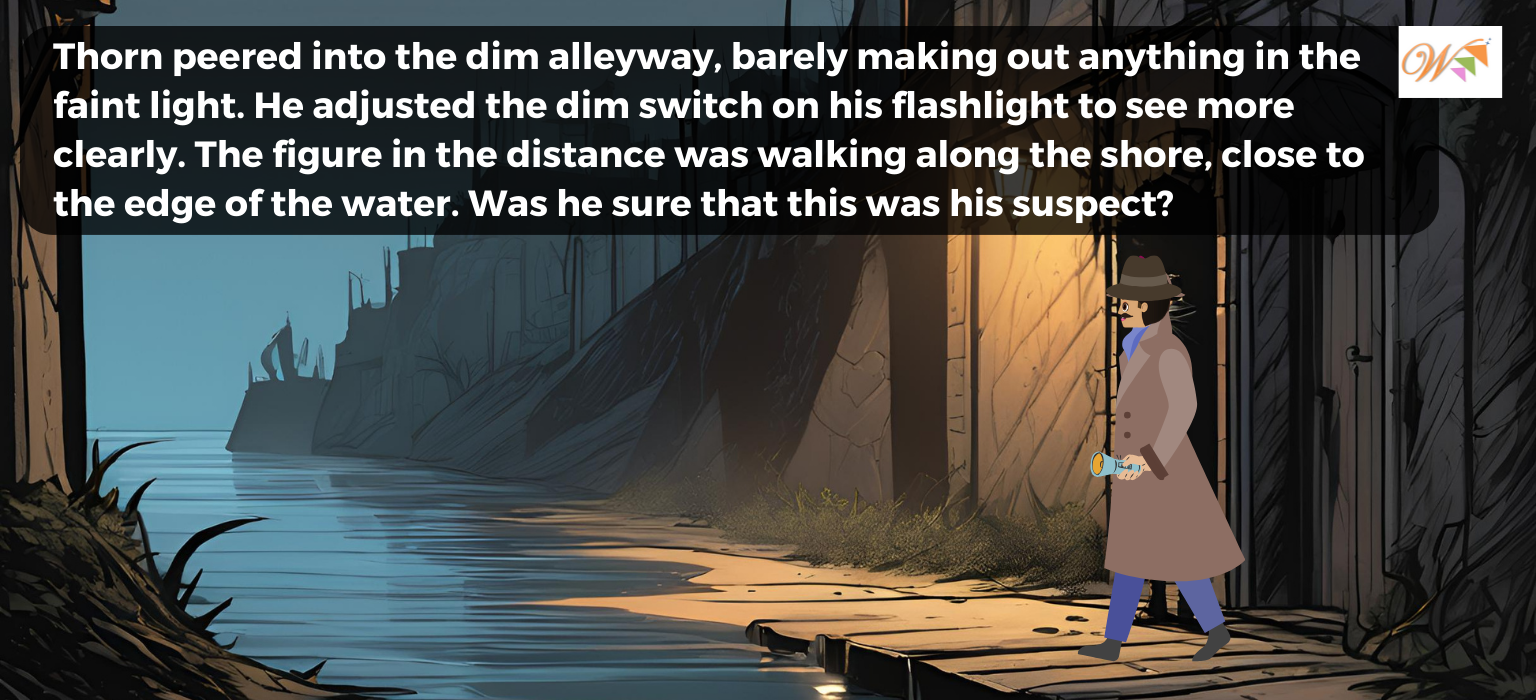 Thorn peered into the dim alleyway, barely making out anything in the
faint light. He adjusted the dim switch on his flashlight to see more
clearly. The figure in the distance was walking along the shore, close to
the edge of the water. Was he sure that this was his suspect?
W